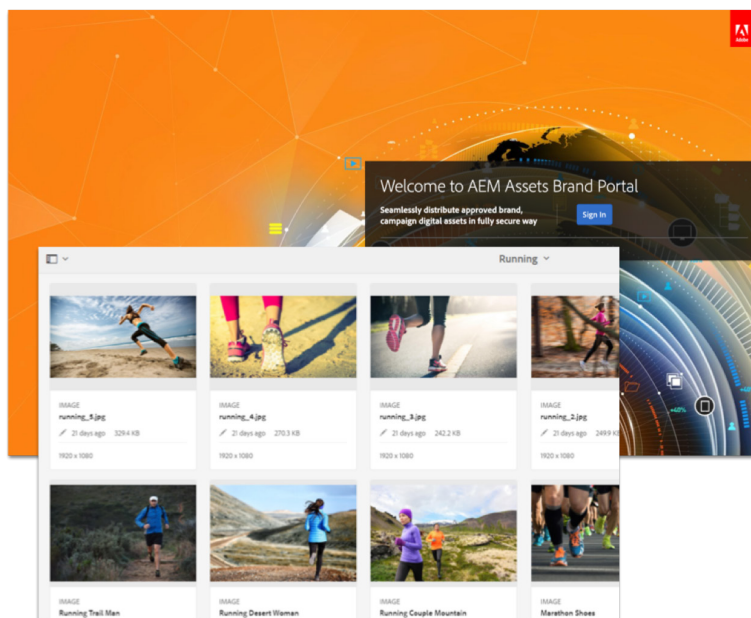 Adobe
Welcome to AEM Assets Brand Portal
Seamlessly distribute approved brand,
campaign digital assets in fully secure way
Sign In
Running
IMAGE
running_5.jpg
21 days ago 329.4 KB
1920 x 1080
IMAGE
running_4.jpg
21 days ago 270.3 KB
1920 x 1080
IMAGE
running_3.jpg
21 days ago 242.2 KB
1920 x 1080
IMAGE
running_2.jpg
21 days ago 249.9 K
1920 x 1080
+40%
IMAGE
Running Trail Man
IMAGE
Running Desert Woman
IMAGE
Running Couple Mountain
IMAGE
Marathon Shoes